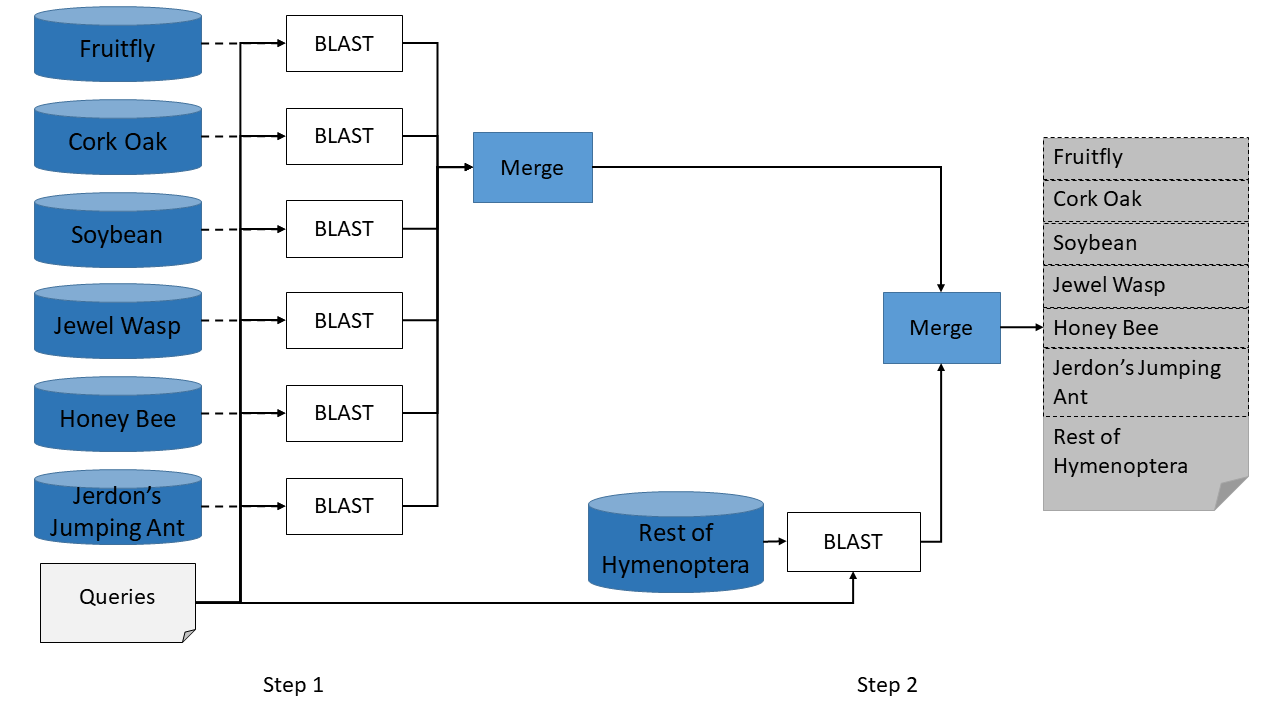 Fruitfly
BLAST
Cork Oak
BLAST
Soybean
BLAST
Jewel Wasp
BLAST
Honey Bee
BLAST
Jerdon’s
Jumping Ant
BLAST
Queries
Merge
Rest of
Hymenoptera
BLAST
Merge
Fruitfly
Cork Oak
Soybean
Jewel Wasp
Honey Bee
Jerdon’s Jumping
Ant
Rest of
Hymenoptera
Step 1
Step 2